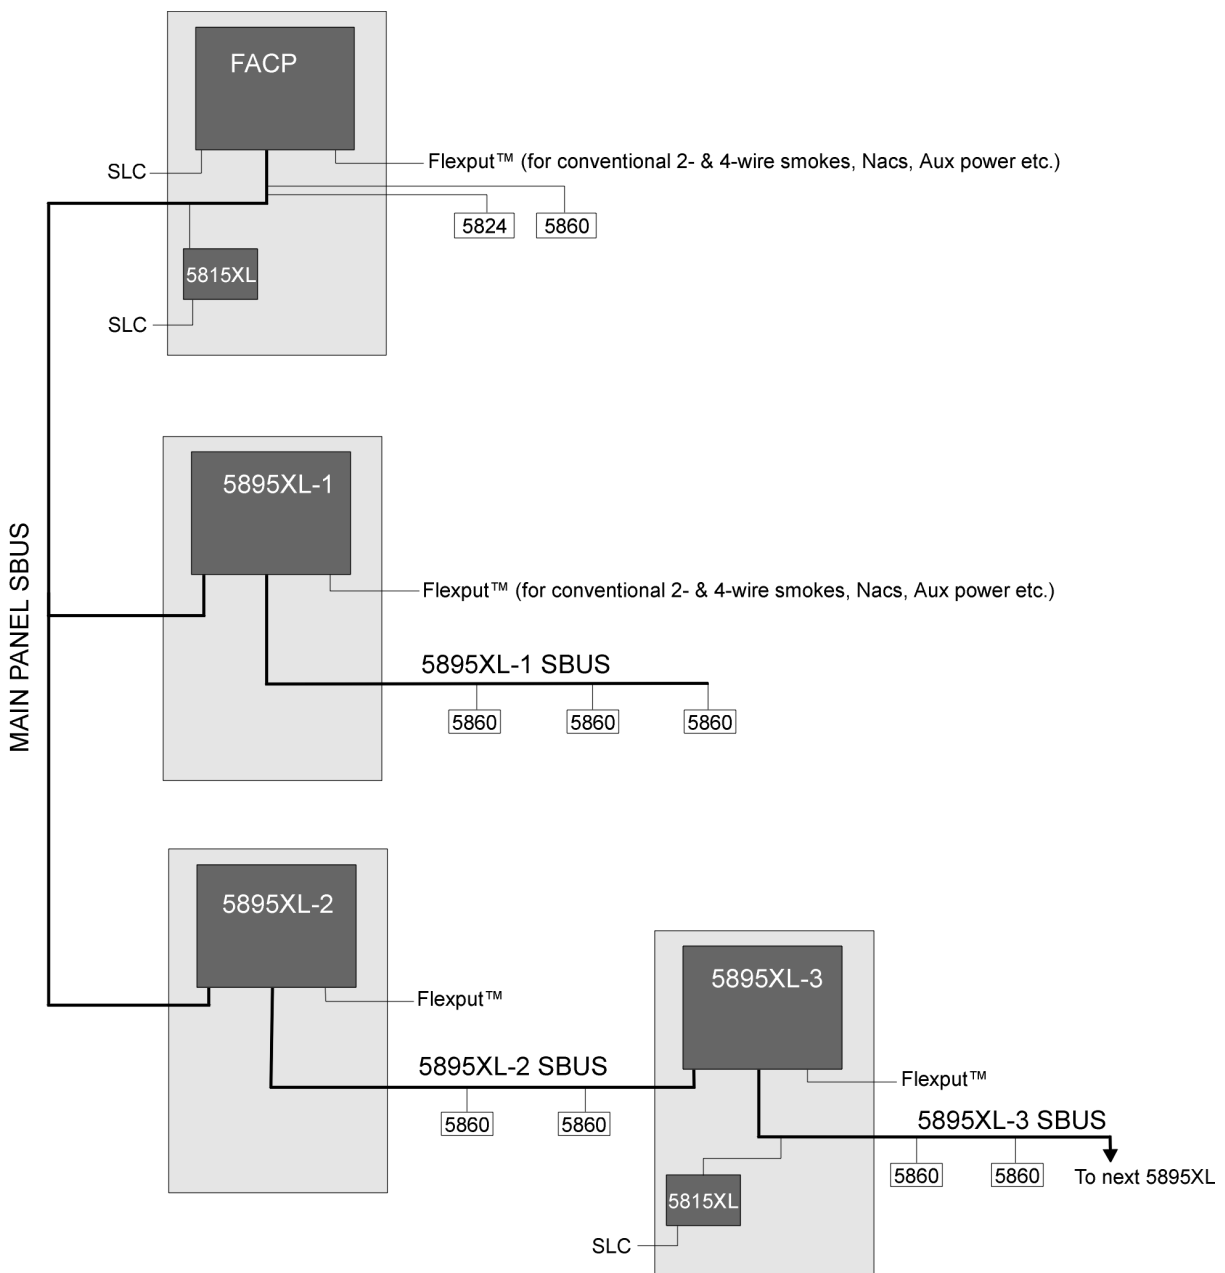 FACP
SLC
Flexput™ (for conventional 2- & 4-wire smokes, Nacs, Aux power etc.)
5824
5860
5815XL
SLC
MAIN PANEL SBUS
5895XL-1
Flexput™ (for conventional 2- & 4-wire smokes, Nacs, Aux power etc.)
5895XL-1 SBUS
5860
5860
5860
5895XL-2
Flexput™
5895XL-2 SBUS
5860
5860
5895XL-3
Flexput™
5895XL-3 SBUS
5860
5860
To next 5895XL
5815XL
SLC